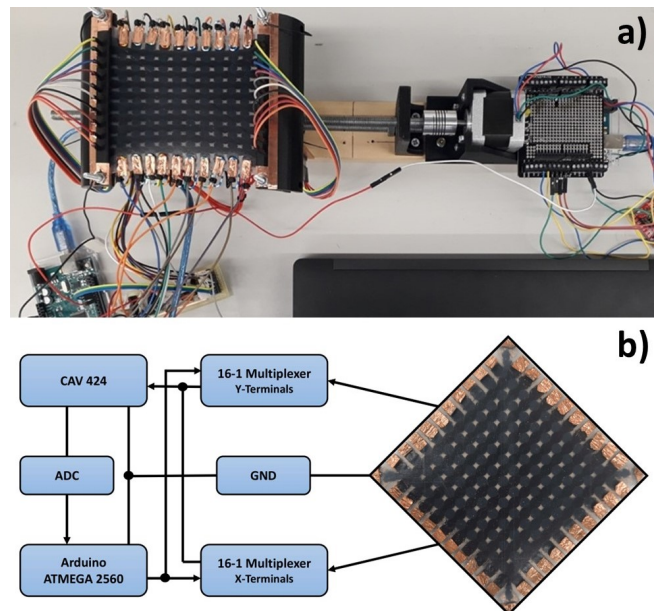 a)
b)
CAV 424
16-1 Multiplexer
Y-Terminals
ADC
GND
Arduino
ATMEGA 2560
16-1 Multiplexer
X-Terminals